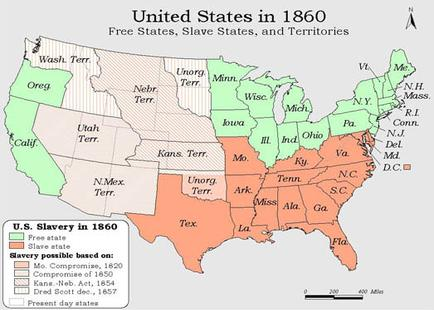 United States in 1860
Free States, Slave States, and Territories
N
Wash. Terr.
Oreg.
Calif.
Nebr.
Terr.
Unorg.
Terr.
Utah
Terr.
Kans. Terr.
N.Mex.
Terr.
Unorg.
Terr.
Tex.
Minn.
Wisc.
Mich.
Iowa
Ill.
Ind.
Ohio
Mo.
Ky.
Va.
Ark.
Tenn.
N.C.
S.C.
Miss.
Ala.
Ga.
La.
Fla.
Vt.
Me.
N.H.
Mass.
N.Y.
R.I.
Conn.
Pa.
N.J.
Del.
Md.
D.C.
U.S. Slavery in 1860
Free state
Slave state
Slavery possible based on:
Mo. Compromise, 1820
Compromise of 1850
Kans.-Neb. Act, 1854
Dred Scott dec., 1857
Present day states
0 200 400 Miles